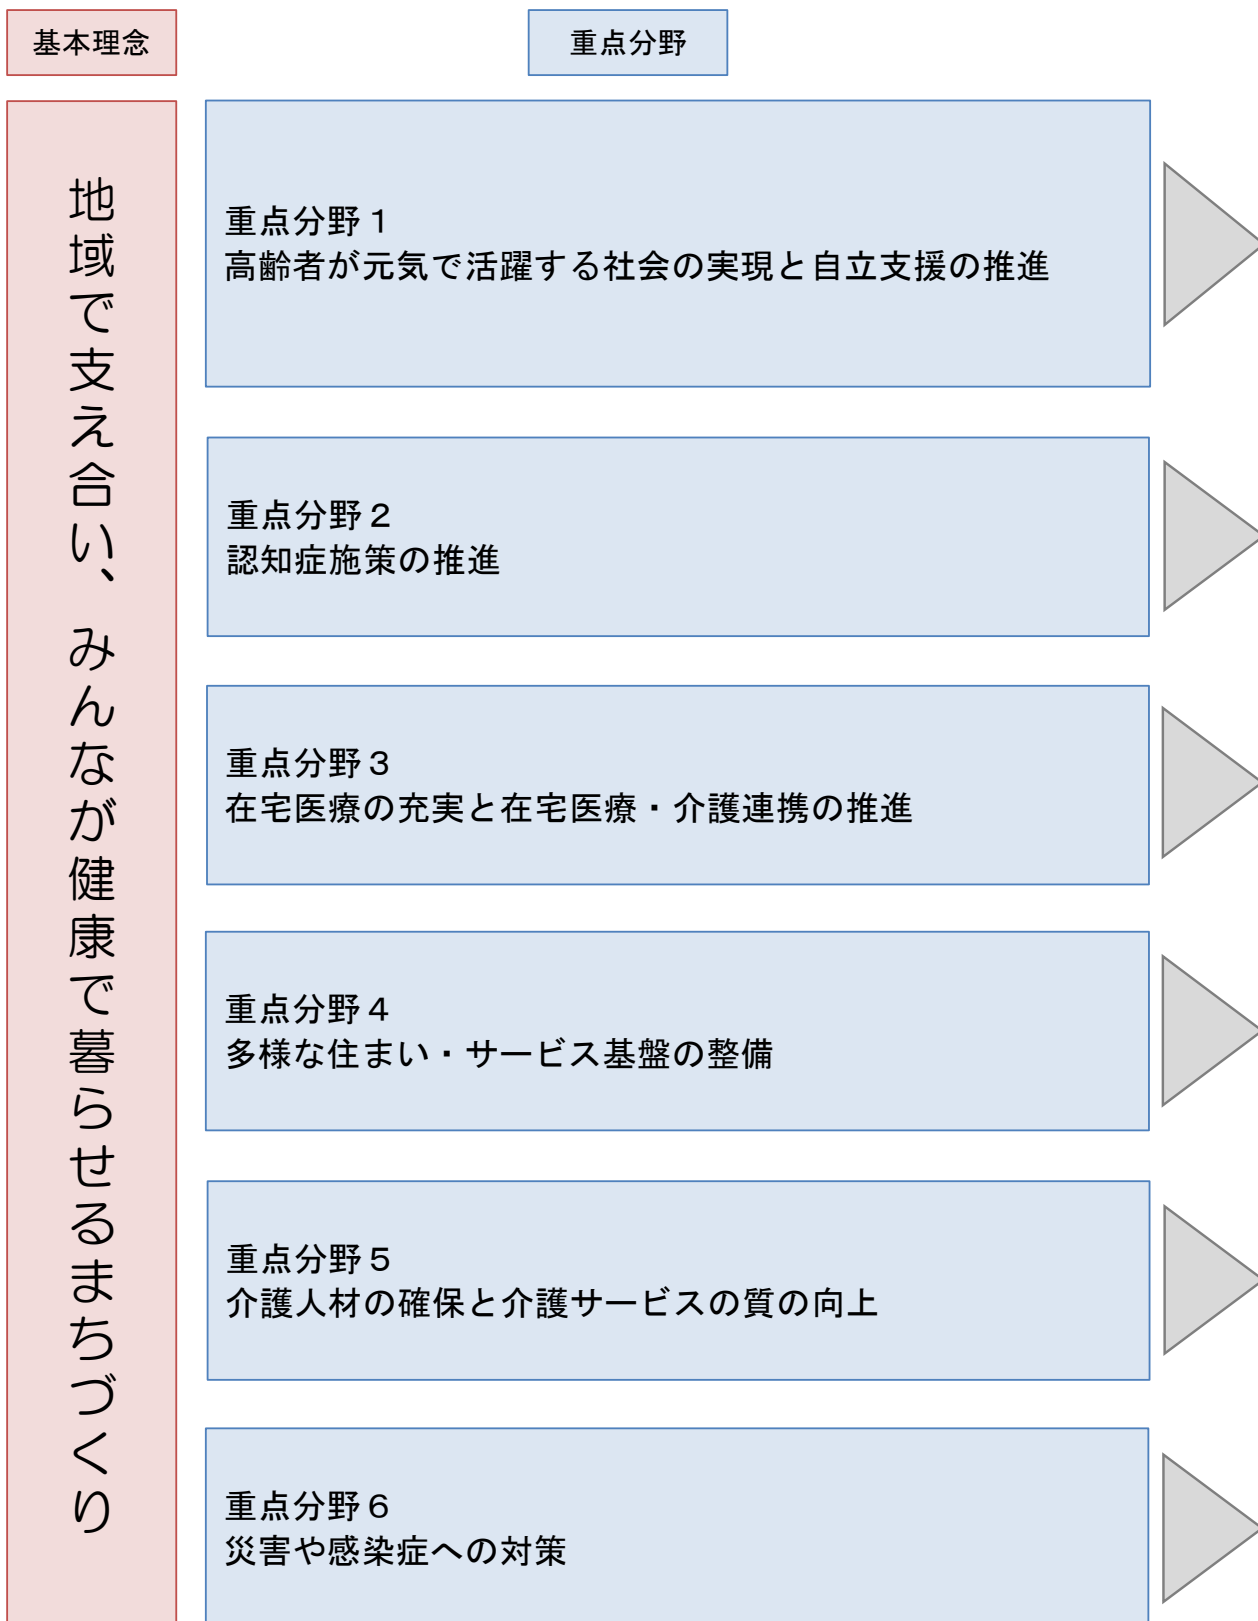 基本理念
重点分野
地域で支え合い、みんなが健康で暮らせるまちづくり
重点分野１
高齢者が元気で活躍する社会の実現と自立支援の推進
重点分野２
認知症施策の推進
重点分野３
在宅医療の充実と在宅医療・介護連携の推進
重点分野４
多様な住まい・サービス基盤の整備
重点分野５
介護人材の確保と介護サービスの質の向上
重点分野６
災害や感染症への対策